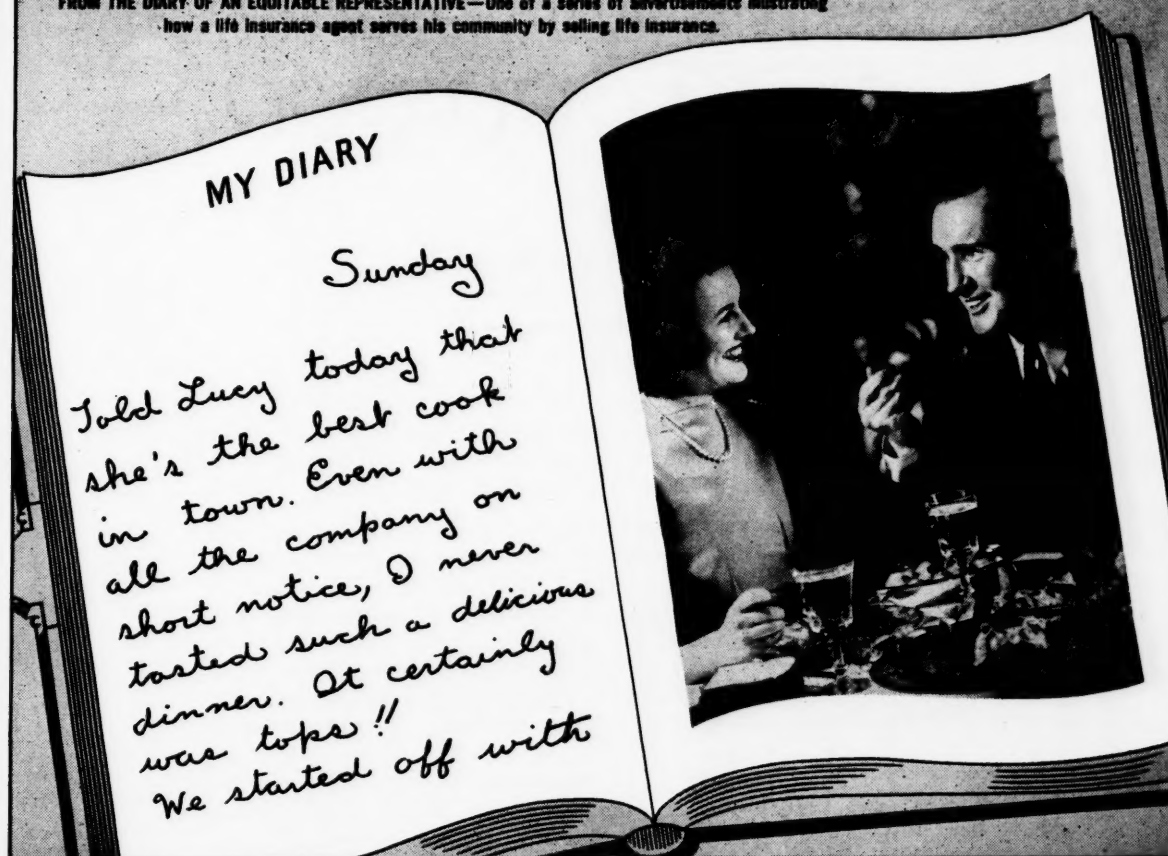 FROM THE DIARY OF AN EQUITABLE REPRESENTATIVE—One of a series of advertisements illustrating
how a life insurance agent serves his community by selling life insurance.
MY DIARY
Sunday
Told Lucy today that
she's the best cook
in town. Even with
all the company on
short notice, I never
tasted such a delicious
dinner. It certainly
was tops!!
We started off with